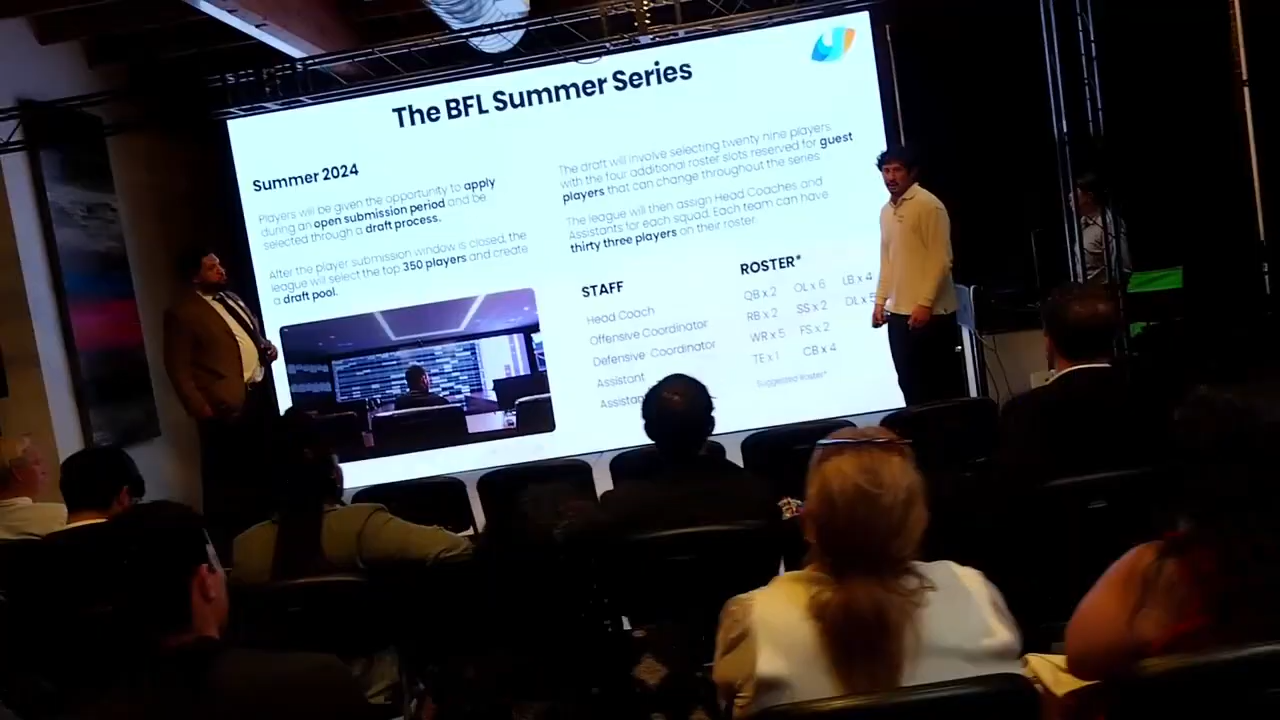 The BFL Summer Series
Summer 2024
Players will be given the opportunity to apply
during an open submission period and be
selected through a draft process.
After the player submission window is closed, the
league will select the top 350 players and create
a draft pool.
The draft will involve selecting twenty nine players,
with the four additional roster slots reserved for guest
players that can change throughout the series.
The league will then assign Head Coaches and
Assistants for each squad. Each team can have
thirty three players on their roster.
STAFF
Head Coach
Offensive Coordinator
Defensive Coordinator
Assistant
ROSTER*
QB x 2 OL x 6 LB x 4
RB x 2 SS x 2 DL x 5
WR x 5 FS x 2
TE x 1 CB x 4
Suggested Roster*